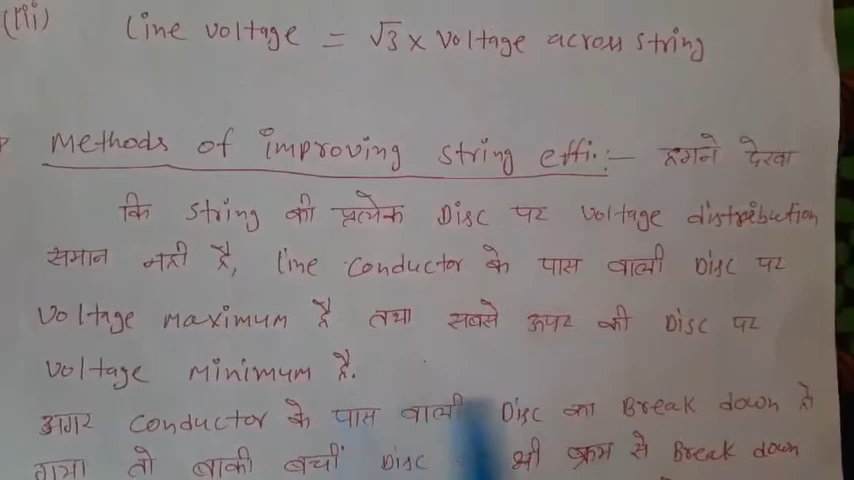 (iii) Line voltage = √3 × voltage across string
Methods of improving string effi. :– हमने देखा
कि string की प्रत्येक Disc पर voltage distribution
समान नहीं है, line conductor के पास वाली Disc पर
voltage maximum है तथा सबसे ऊपर की Disc पर
voltage minimum है.
अगर conductor के पास वाली Disc का Break down हो
गया तो बाकी बचीं Disc भी क्रम से Break down